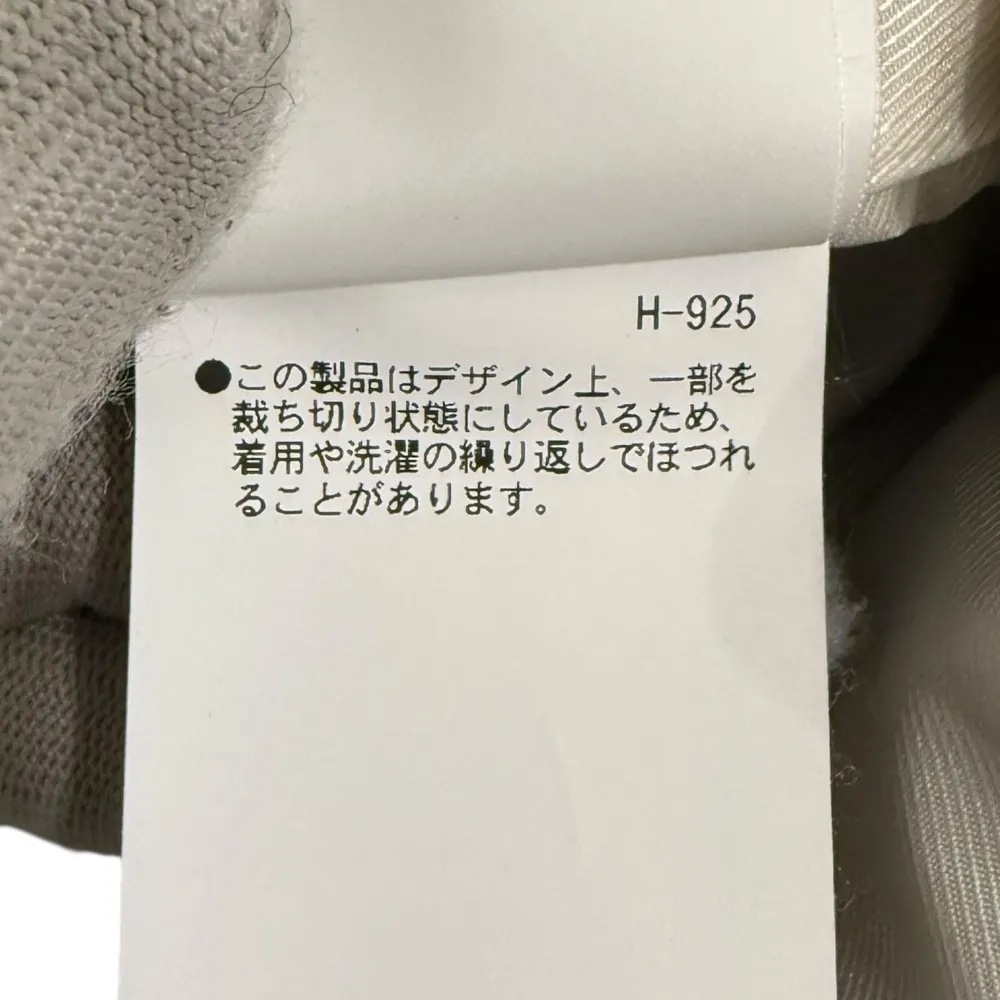 H-925
●この製品はデザイン上、一部を
裁ち切り状態にしているため、
着用や洗濯の繰り返しでほつれ
ることがあります。